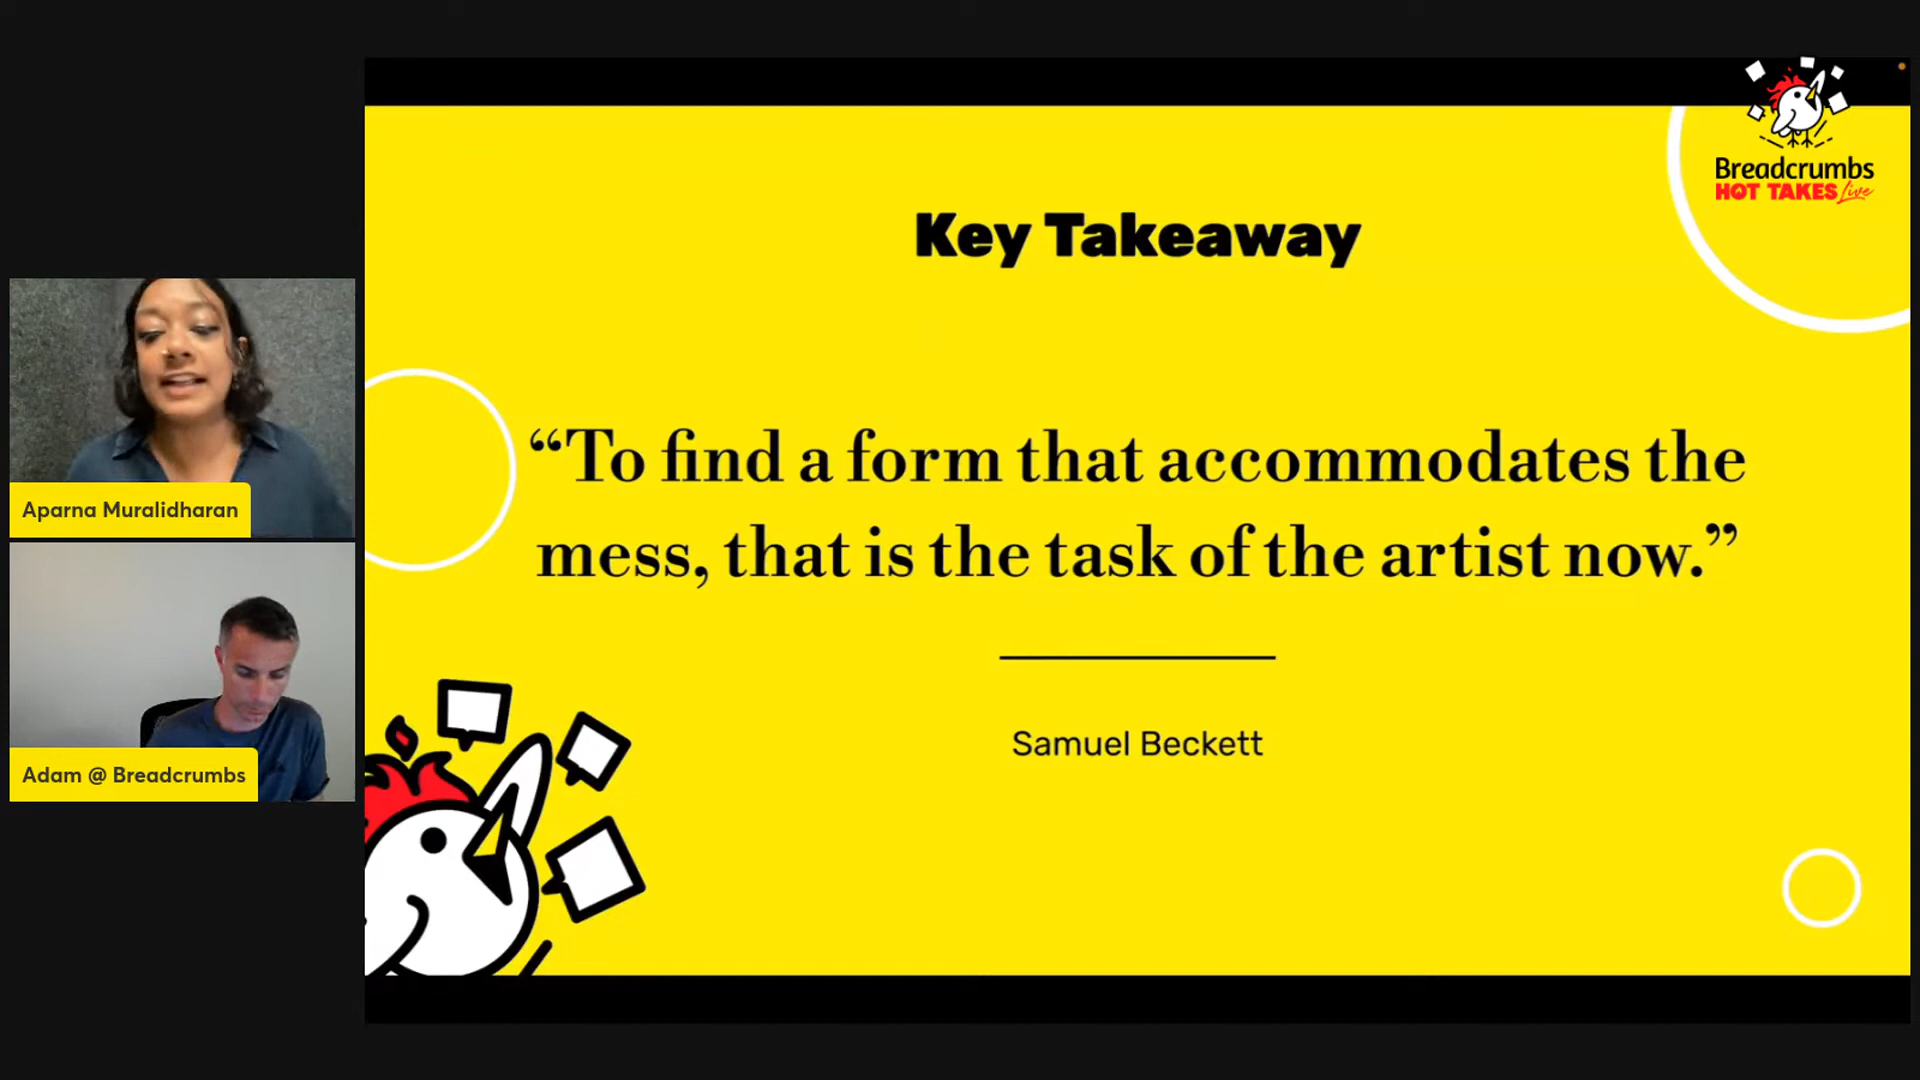 Breadcrumbs
HOT TAKES Live
Key Takeaway
“To find a form that accommodates the
mess, that is the task of the artist now.”
Samuel Beckett
Aparna Muralidharan
Adam @ Breadcrumbs